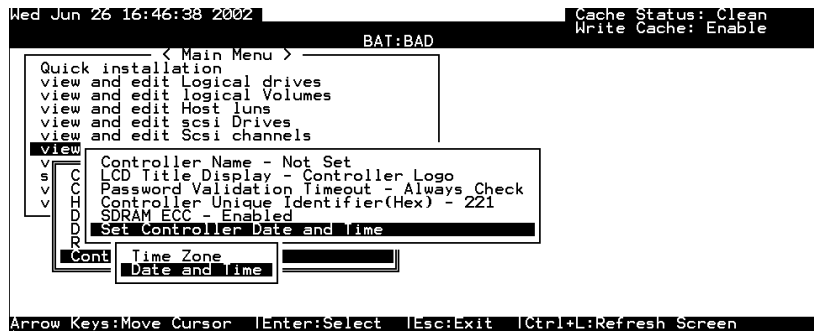 Wed Jun 26 16:46:38 2002 Cache Status: Clean
Write Cache: Enable
BAT:BAD
< Main Menu >
Quick installation
view and edit Logical drives
view and edit logical Volumes
view and edit Host luns
view and edit scsi Drives
view and edit Scsi channels
view
v
s C
v C
v H
D
D
R
Cont
Controller Name - Not Set
LCD Title Display - Controller Logo
Password Validation Timeout - Always Check
Controller Unique Identifier(Hex) - 221
SDRAM ECC - Enabled
Set Controller Date and Time
Time Zone
Date and Time
Arrow Keys:Move Cursor |Enter:Select |Esc:Exit |Ctrl+L:Refresh Screen